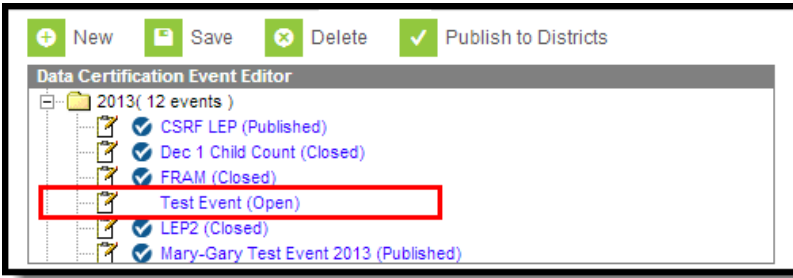 New Save Delete Publish to Districts
Data Certification Event Editor
2013( 12 events )
CSRF LEP (Published)
Dec 1 Child Count (Closed)
FRAM (Closed)
Test Event (Open)
LEP2 (Closed)
Mary-Gary Test Event 2013 (Published)